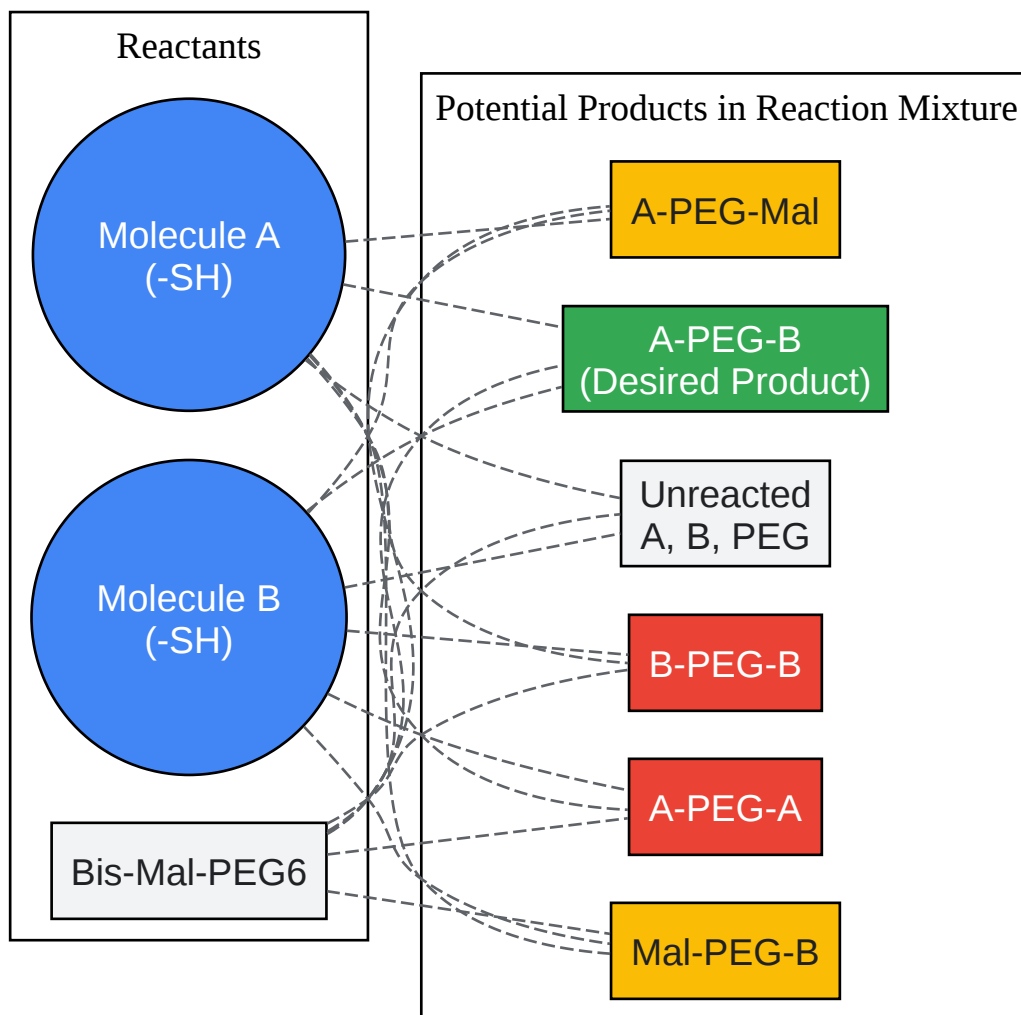 Reactants
Molecule A
(-SH)
Molecule B
(-SH)
Bis-Mal-PEG6
Potential Products in Reaction Mixture
A-PEG-Mal
A-PEG-B
(Desired Product)
Unreacted
A, B, PEG
B-PEG-B
A-PEG-A
Mal-PEG-B